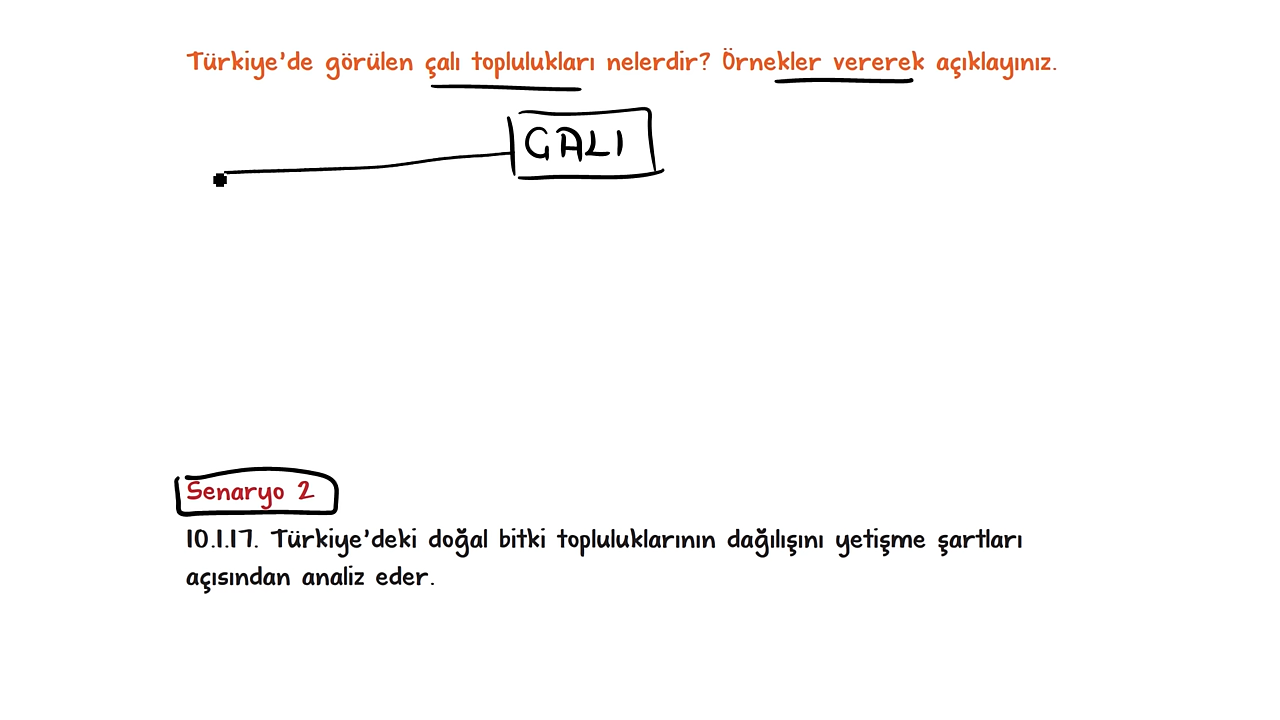 Türkiye'de görülen çalı toplulukları nelerdir? Örnekler vererek açıklayınız.
ÇALI
Senaryo 2
10.1.17. Türkiye'deki doğal bitki topluluklarının dağılışını yetişme şartları
açısından analiz eder.